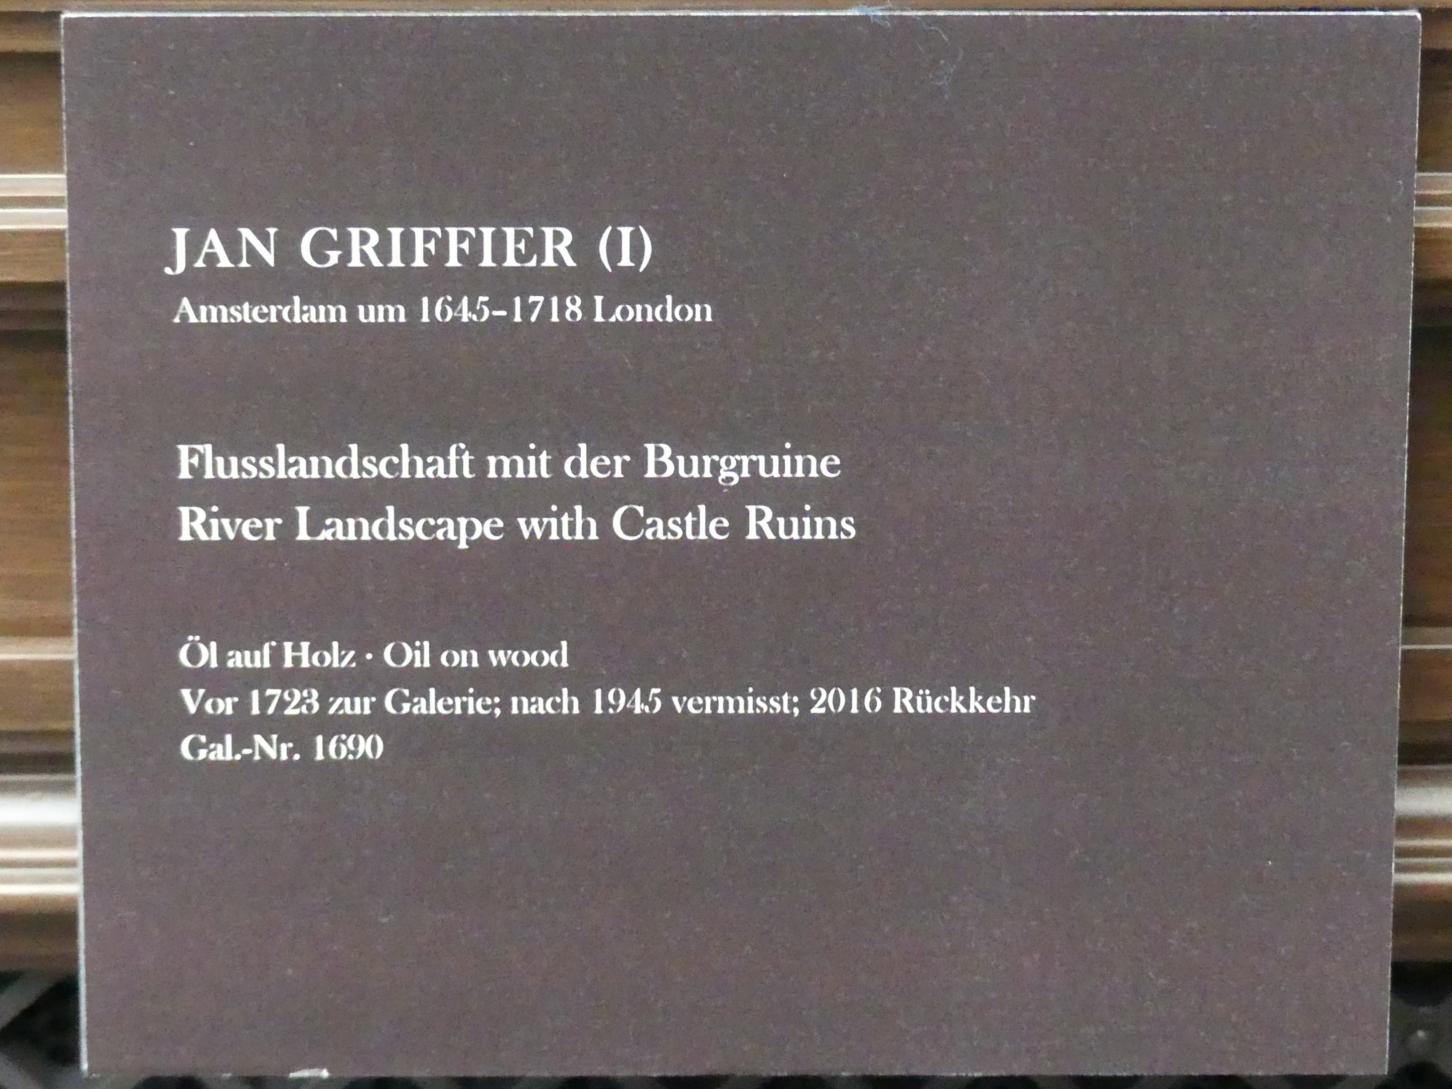 JAN GRIFFIER (I)
Amsterdam um 1645–1718 London
Flusslandschaft mit der Burgruine
River Landscape with Castle Ruins
Öl auf Holz · Oil on wood
Vor 1723 zur Galerie; nach 1945 vermisst; 2016 Rückkehr
Gal.-Nr. 1690